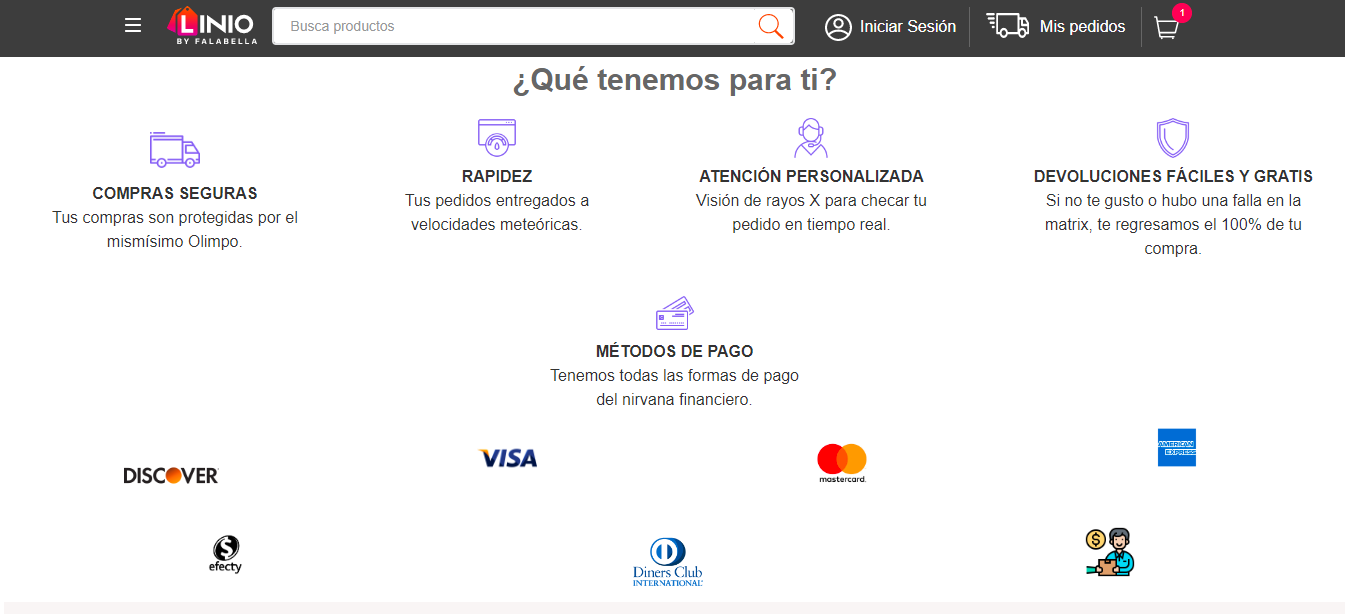 LINIO
BY FALABELLA
Busca productos
Iniciar Sesión
Mis pedidos
1
¿Qué tenemos para ti?
COMPRAS SEGURAS
Tus compras son protegidas por el
mismísimo Olimpo.
RAPIDEZ
Tus pedidos entregados a
velocidades meteóricas.
ATENCIÓN PERSONALIZADA
Visión de rayos X para checar tu
pedido en tiempo real.
DEVOLUCIONES FÁCILES Y GRATIS
Si no te gusto o hubo una falla en la
matrix, te regresamos el 100% de tu
compra.
MÉTODOS DE PAGO
Tenemos todas las formas de pago
del nirvana financiero.
DISCOVER
VISA
mastercard.
AMERICAN
EXPRESS
$
efecty
Diners Club
INTERNATIONAL
$